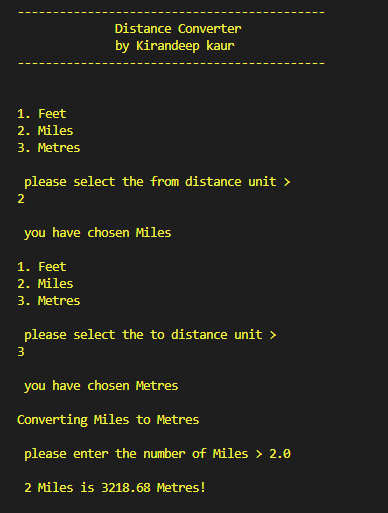 --------------------------------------------
Distance Converter
by Kirandeep kaur
--------------------------------------------
1. Feet
2. Miles
3. Metres
please select the from distance unit >
2
you have chosen Miles
1. Feet
2. Miles
3. Metres
please select the to distance unit >
3
you have chosen Metres
Converting Miles to Metres
please enter the number of Miles > 2.0
2 Miles is 3218.68 Metres!